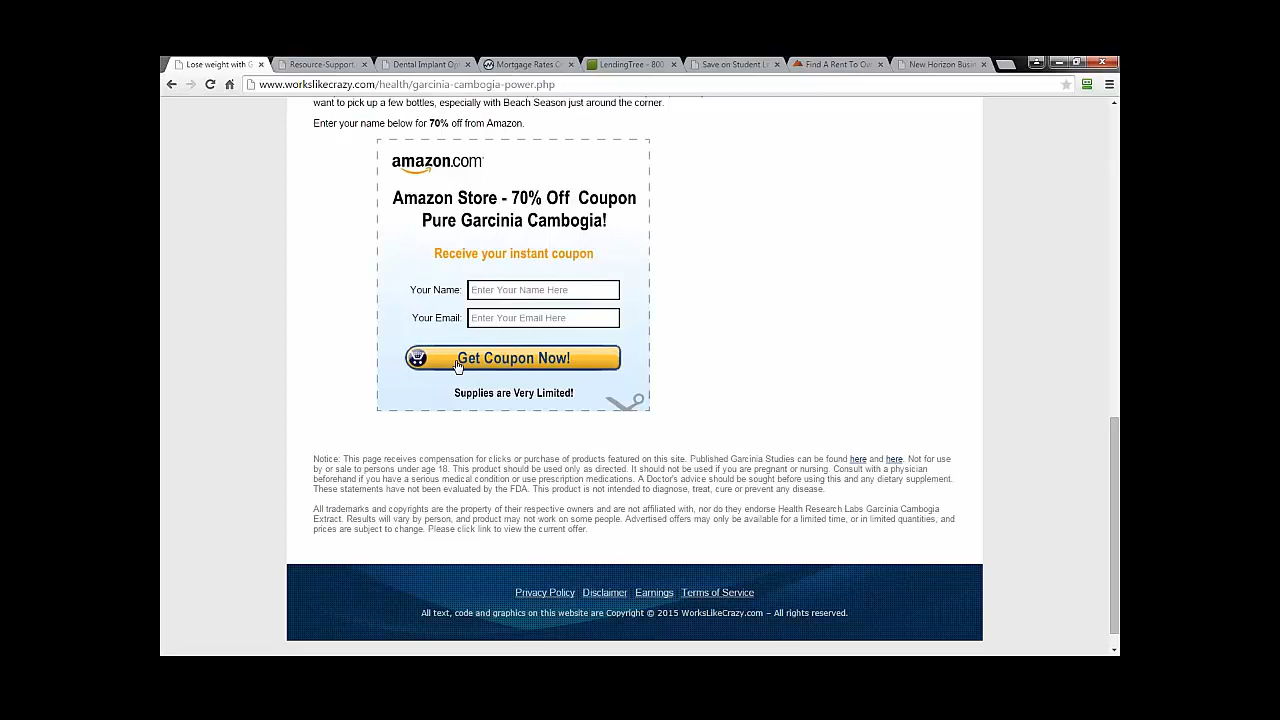 Lose weight with G
Resource-Support
Dental Implant Op
Mortgage Rates O
LendingTree - 800
Save on Student L
Find A Rent To Ow
New Horizon Busi
www.workslikecrazy.com/health/garcinia-cambogia-power.php
want to pick up a few bottles, especially with Beach Season just around the corner.
Enter your name below for 70% off from Amazon.
amazon.com
Amazon Store - 70% Off Coupon
Pure Garcinia Cambogia!
Receive your instant coupon
Your Name: Enter Your Name Here
Your Email: Enter Your Email Here
Get Coupon Now!
Supplies are Very Limited!
Notice: This page receives compensation for clicks or purchase of products featured on this site. Published Garcinia Studies can be found here and here. Not for use
by or sale to persons under age 18. This product should be used only as directed. It should not be used if you are pregnant or nursing. Consult with a physician
beforehand if you have a serious medical condition or use prescription medications. A Doctor's advice should be sought before using this and any dietary supplement.
These statements have not been evaluated by the FDA. This product is not intended to diagnose, treat, cure or prevent any disease.
All trademarks and copyrights are the property of their respective owners and are not affiliated with, nor do they endorse Health Research Labs Garcinia Cambogia
Extract. Results will vary by person, and product may not work on some people. Advertised offers may only be available for a limited time, or in limited quantities, and
prices are subject to change. Please click link to view the current offer.
Privacy Policy Disclaimer Earnings Terms of Service
All text, code and graphics on this website are Copyright © 2015 WorksLikeCrazy.com – All rights reserved.